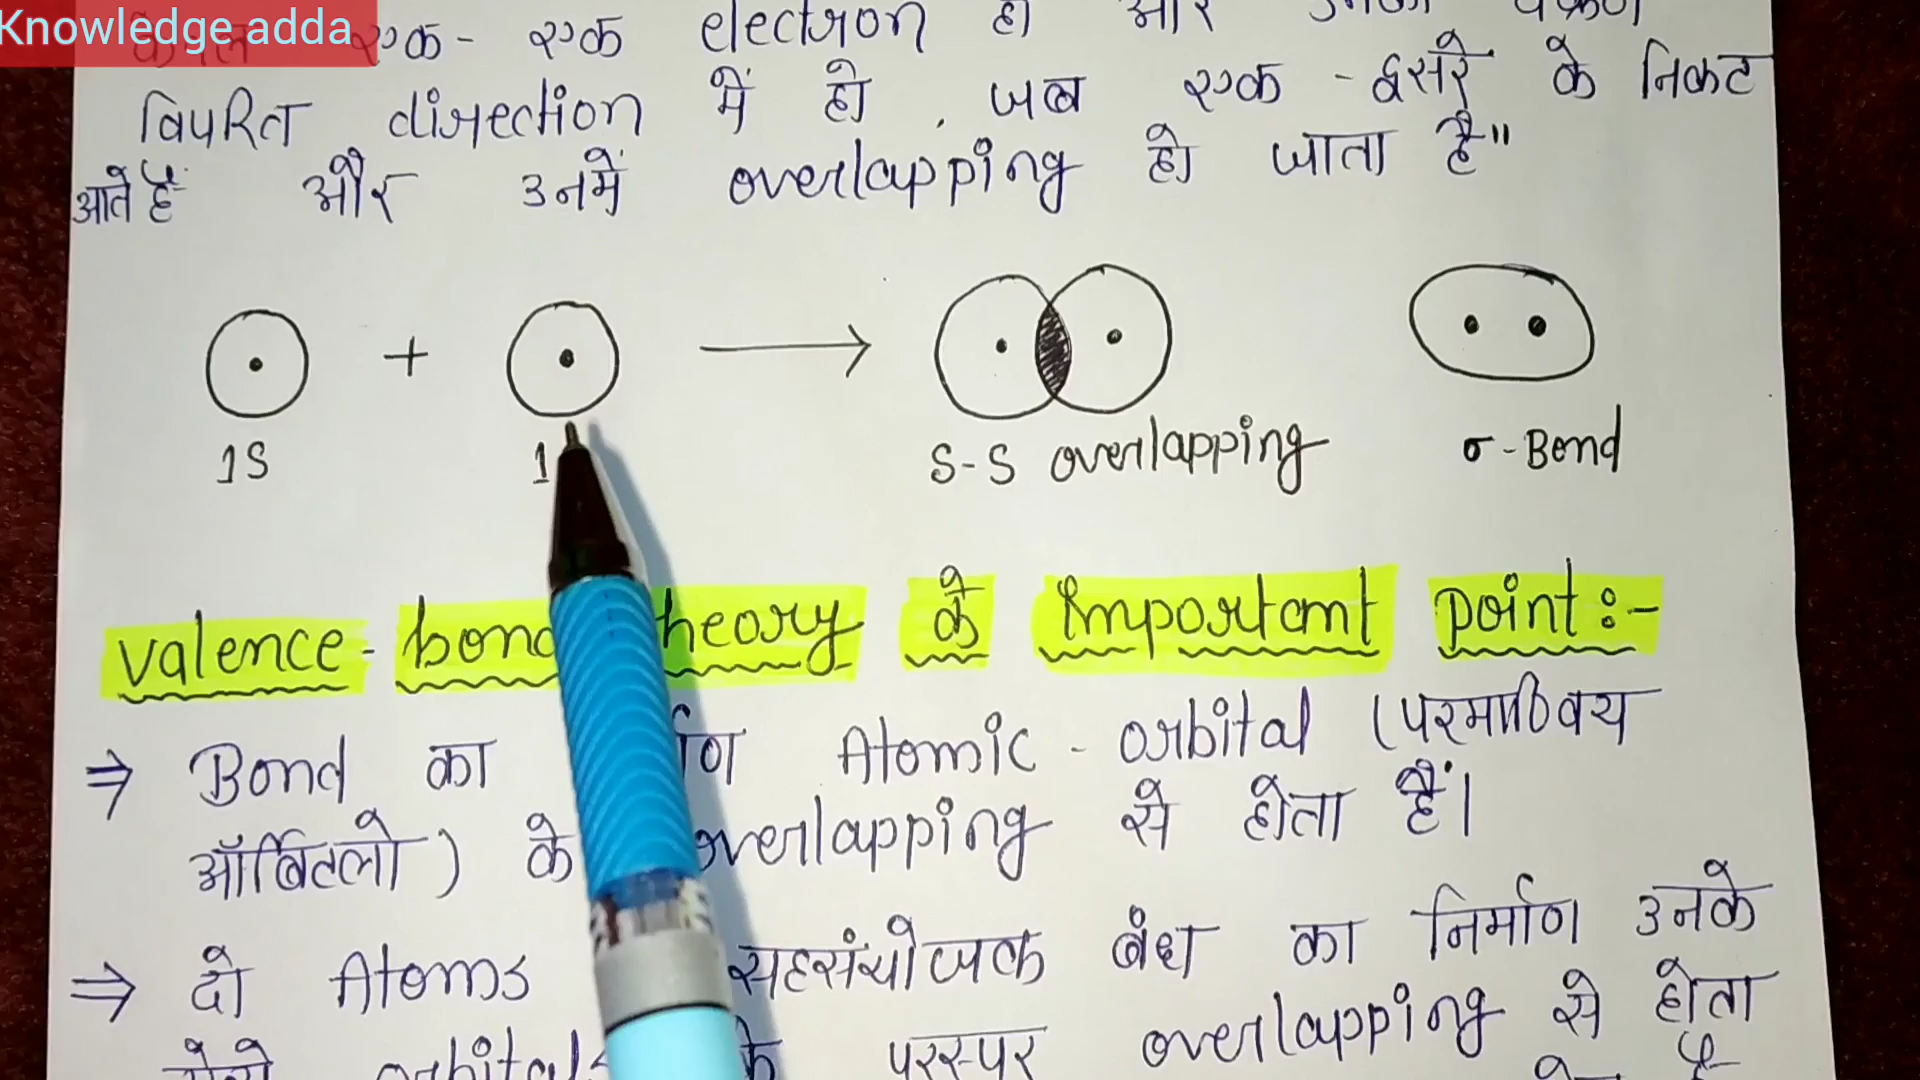 Knowledge adda
एक - एक electron हो और
विपरित direction में हो , जब एक - दुसरे के निकट
आते हैं और उनमें overlapping हो जाता है"
+
1S 1 S-S overlapping σ-Bond
Valence - bond theory के Important point :-
⇒ Bond का Atomic - orbital (परमाण्विय
ऑर्बिटलो) के overlapping से होता हैं।
⇒ दो Atoms सहसंयोजक बंध का निर्माण उनके
orbitals के परस्पर overlapping से होता